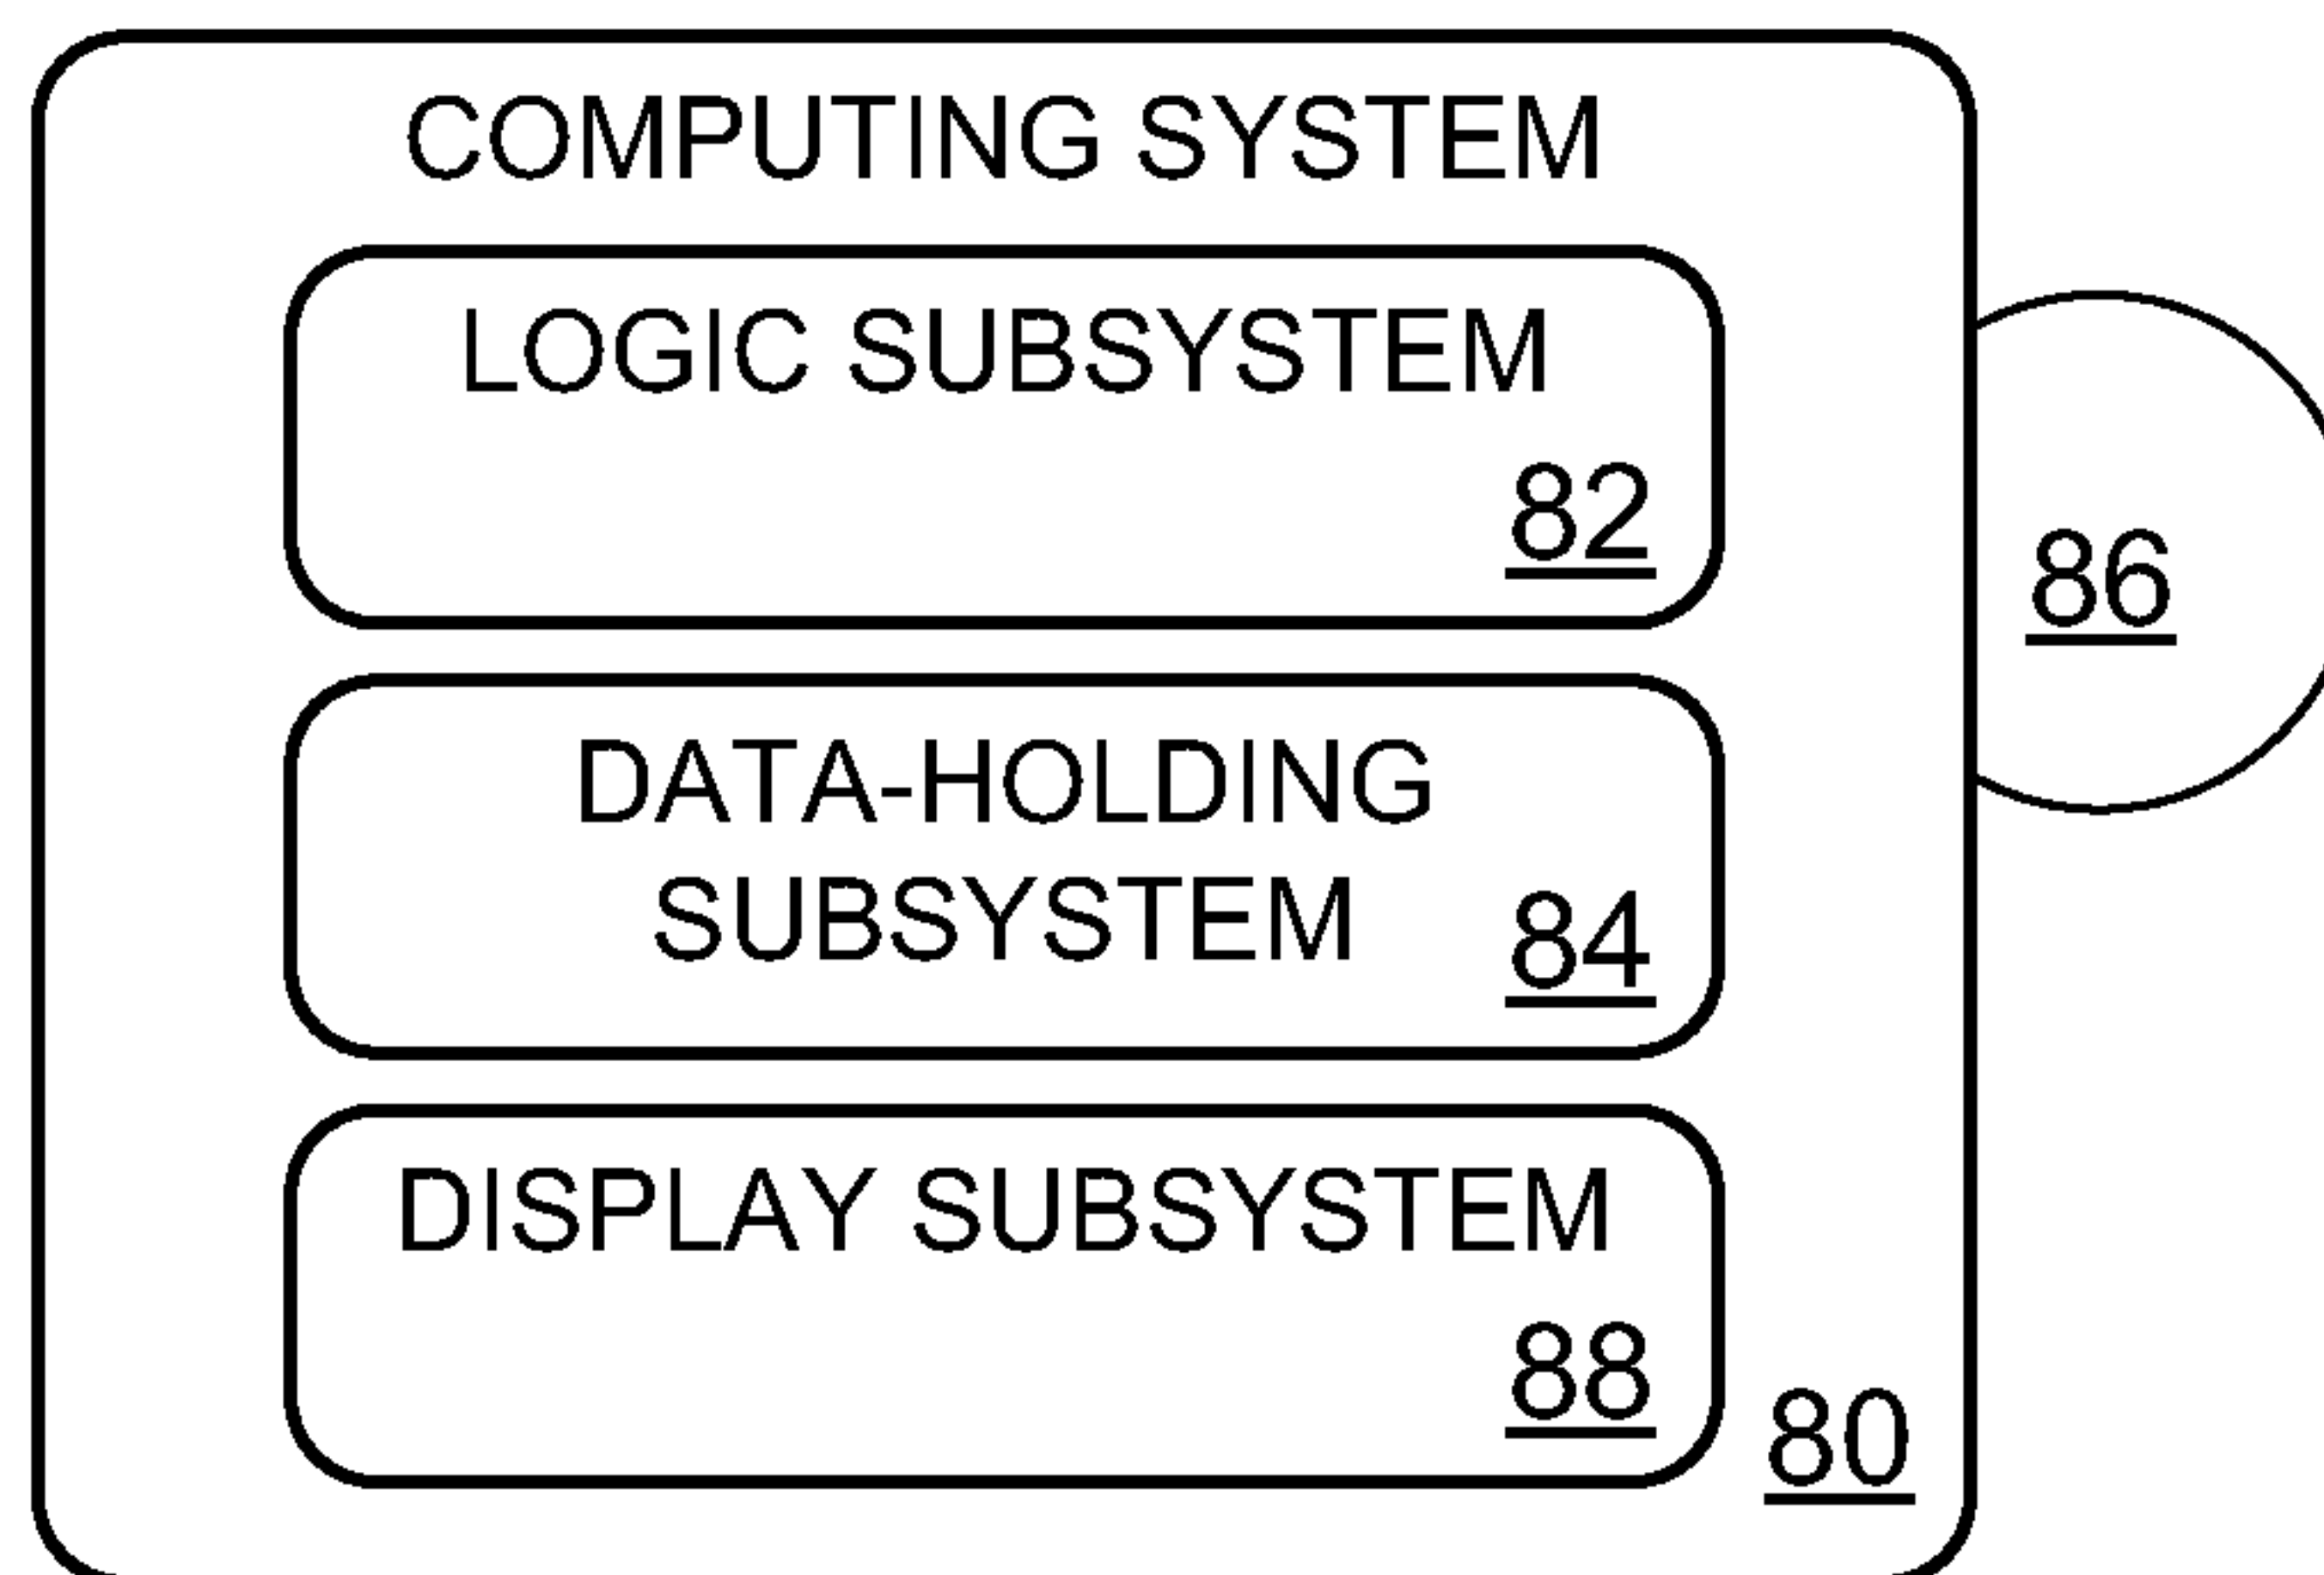 COMPUTING SYSTEM
LOGIC SUBSYSTEM
82
86
DATA-HOLDING
SUBSYSTEM
84
DISPLAY SUBSYSTEM
88
80